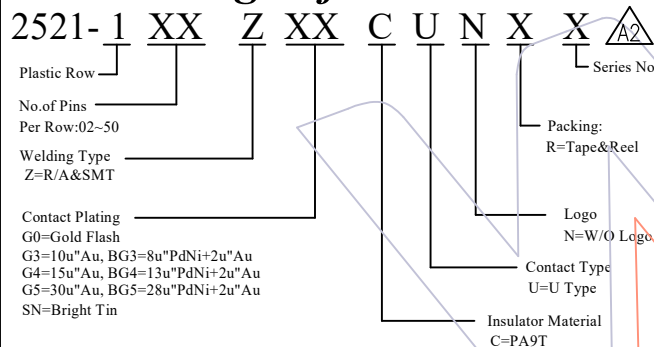 2521-1 XX Z XX C U N X X A2
Plastic Row
Series No
No.of Pins
Per Row:02~50
Packing:
R=Tape&Reel
Welding Type
Z=R/A&SMT
Contact Plating
G0=Gold Flash
G3=10u"Au, BG3=8u"PdNi+2u"Au
G4=15u"Au, BG4=13u"PdNi+2u"Au
G5=30u"Au, BG5=28u"PdNi+2u"Au
SN=Bright Tin
Logo
N=W/O Logo
Contact Type
U=U Type
Insulator Material
C=PA9T